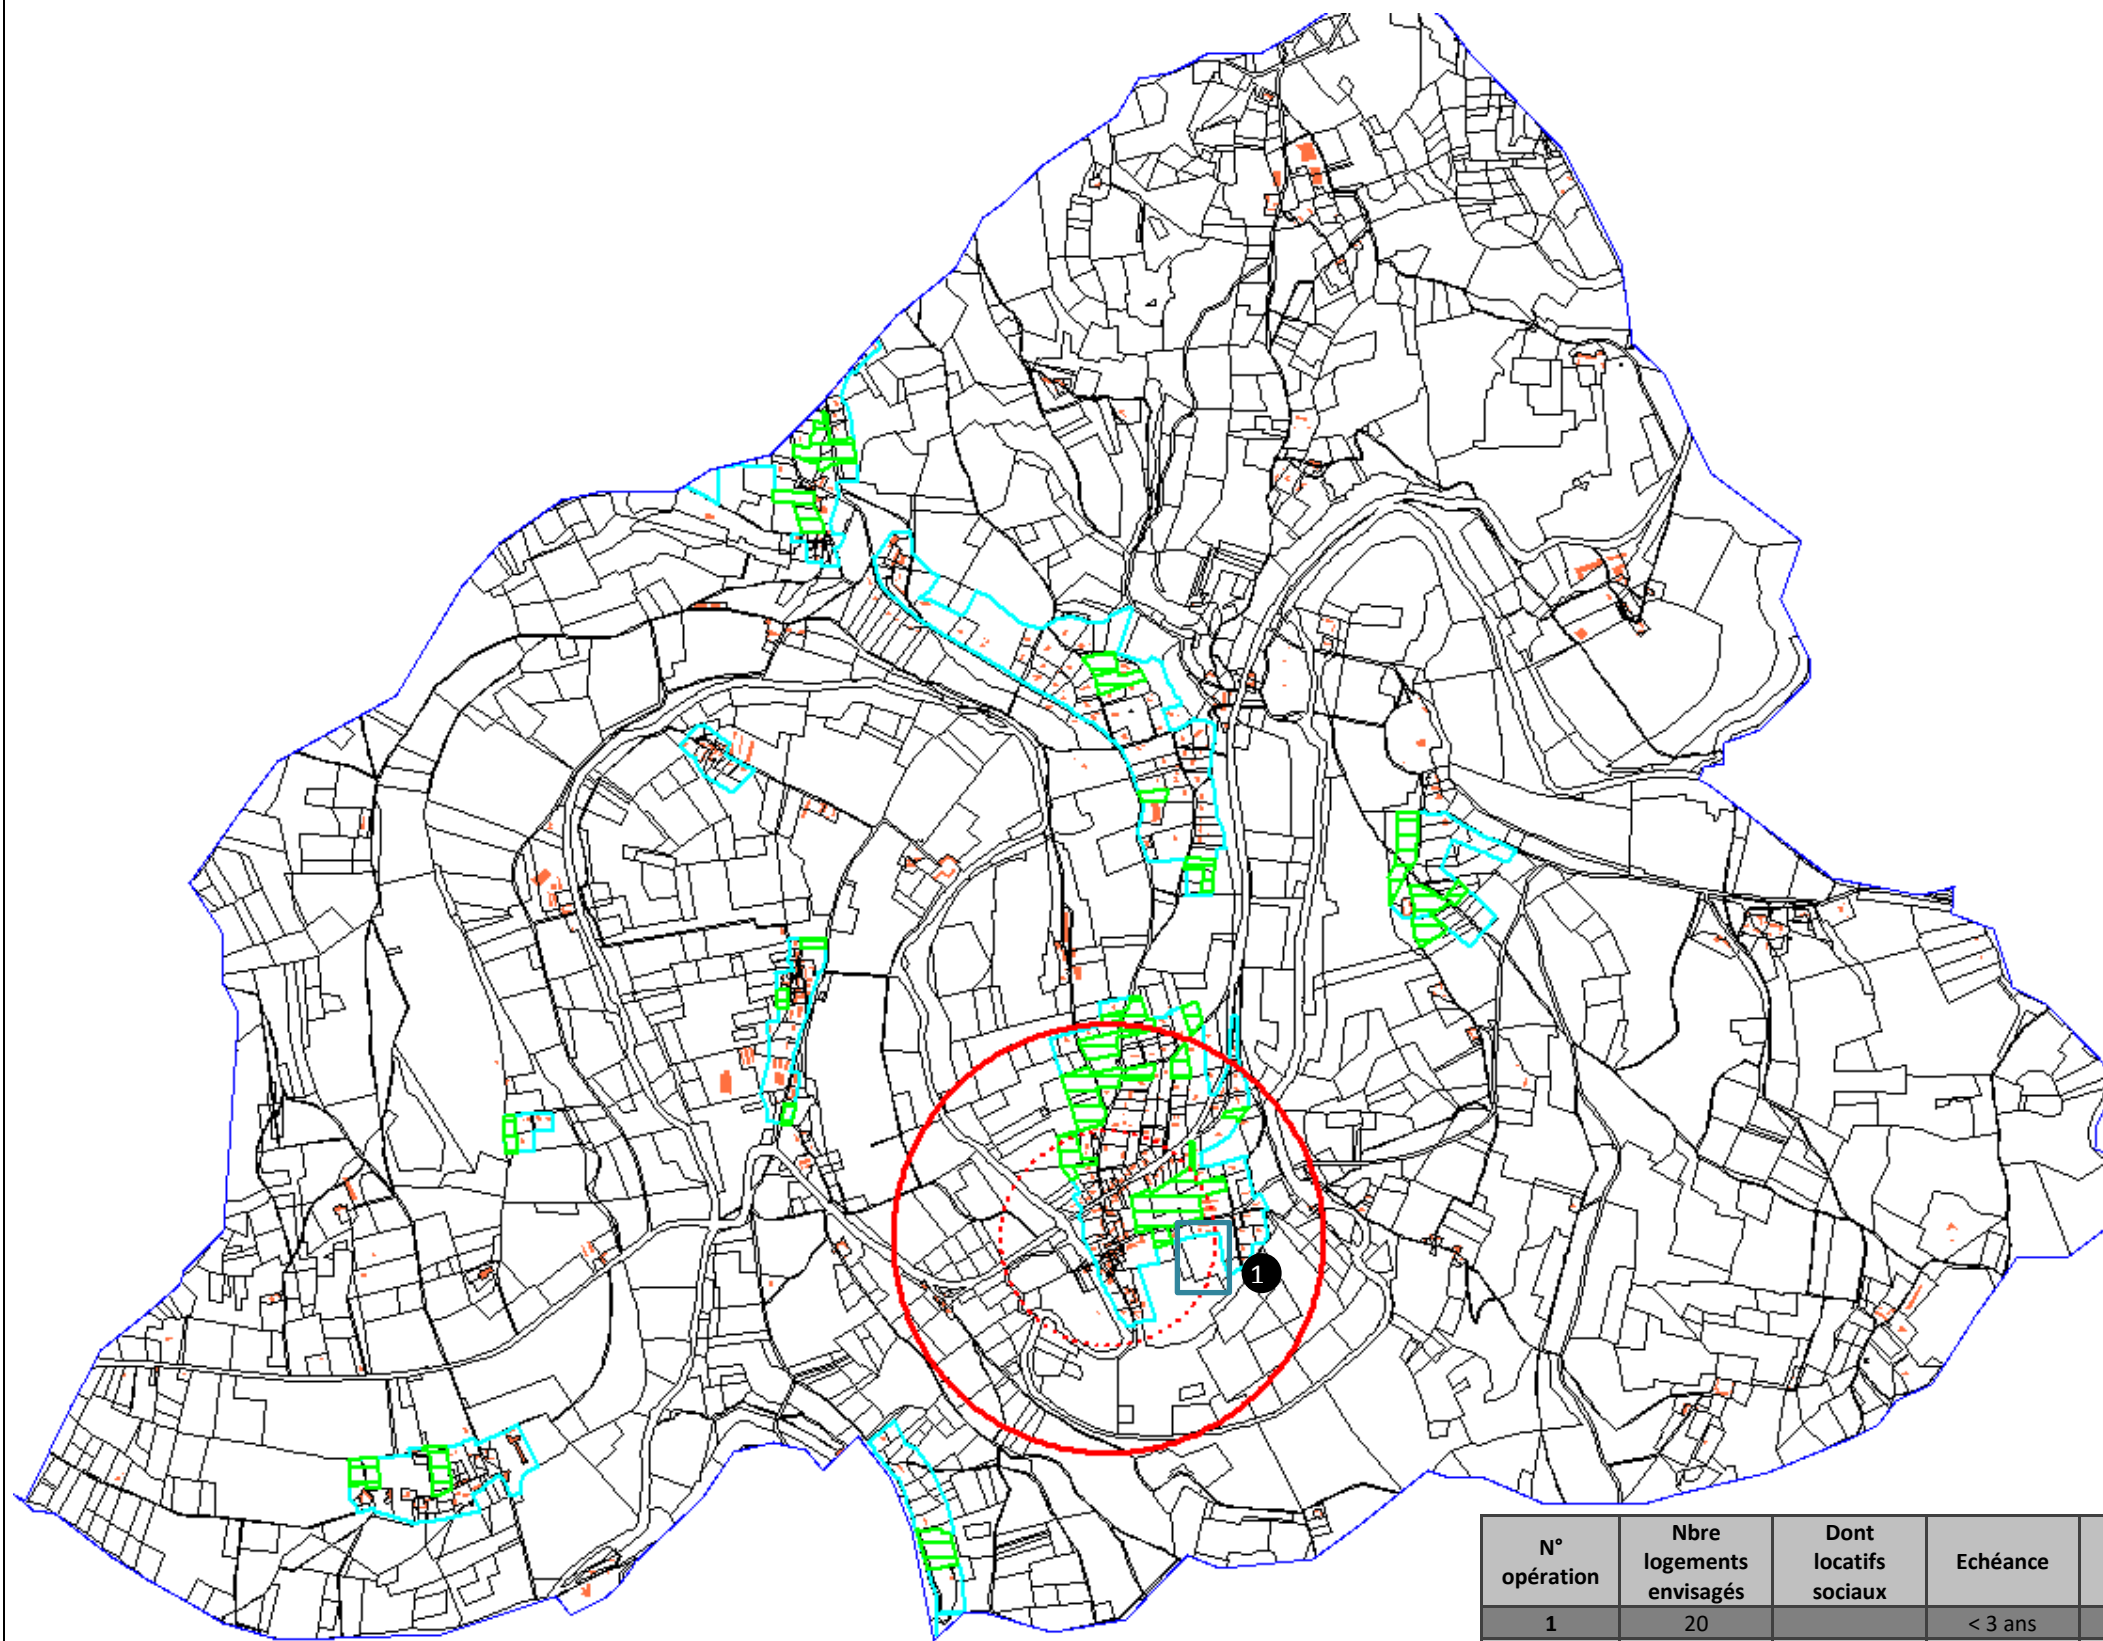 1
N° opération
Nbre logements envisagés
Dont locatifs sociaux
Echéance
1 20 < 3 ans